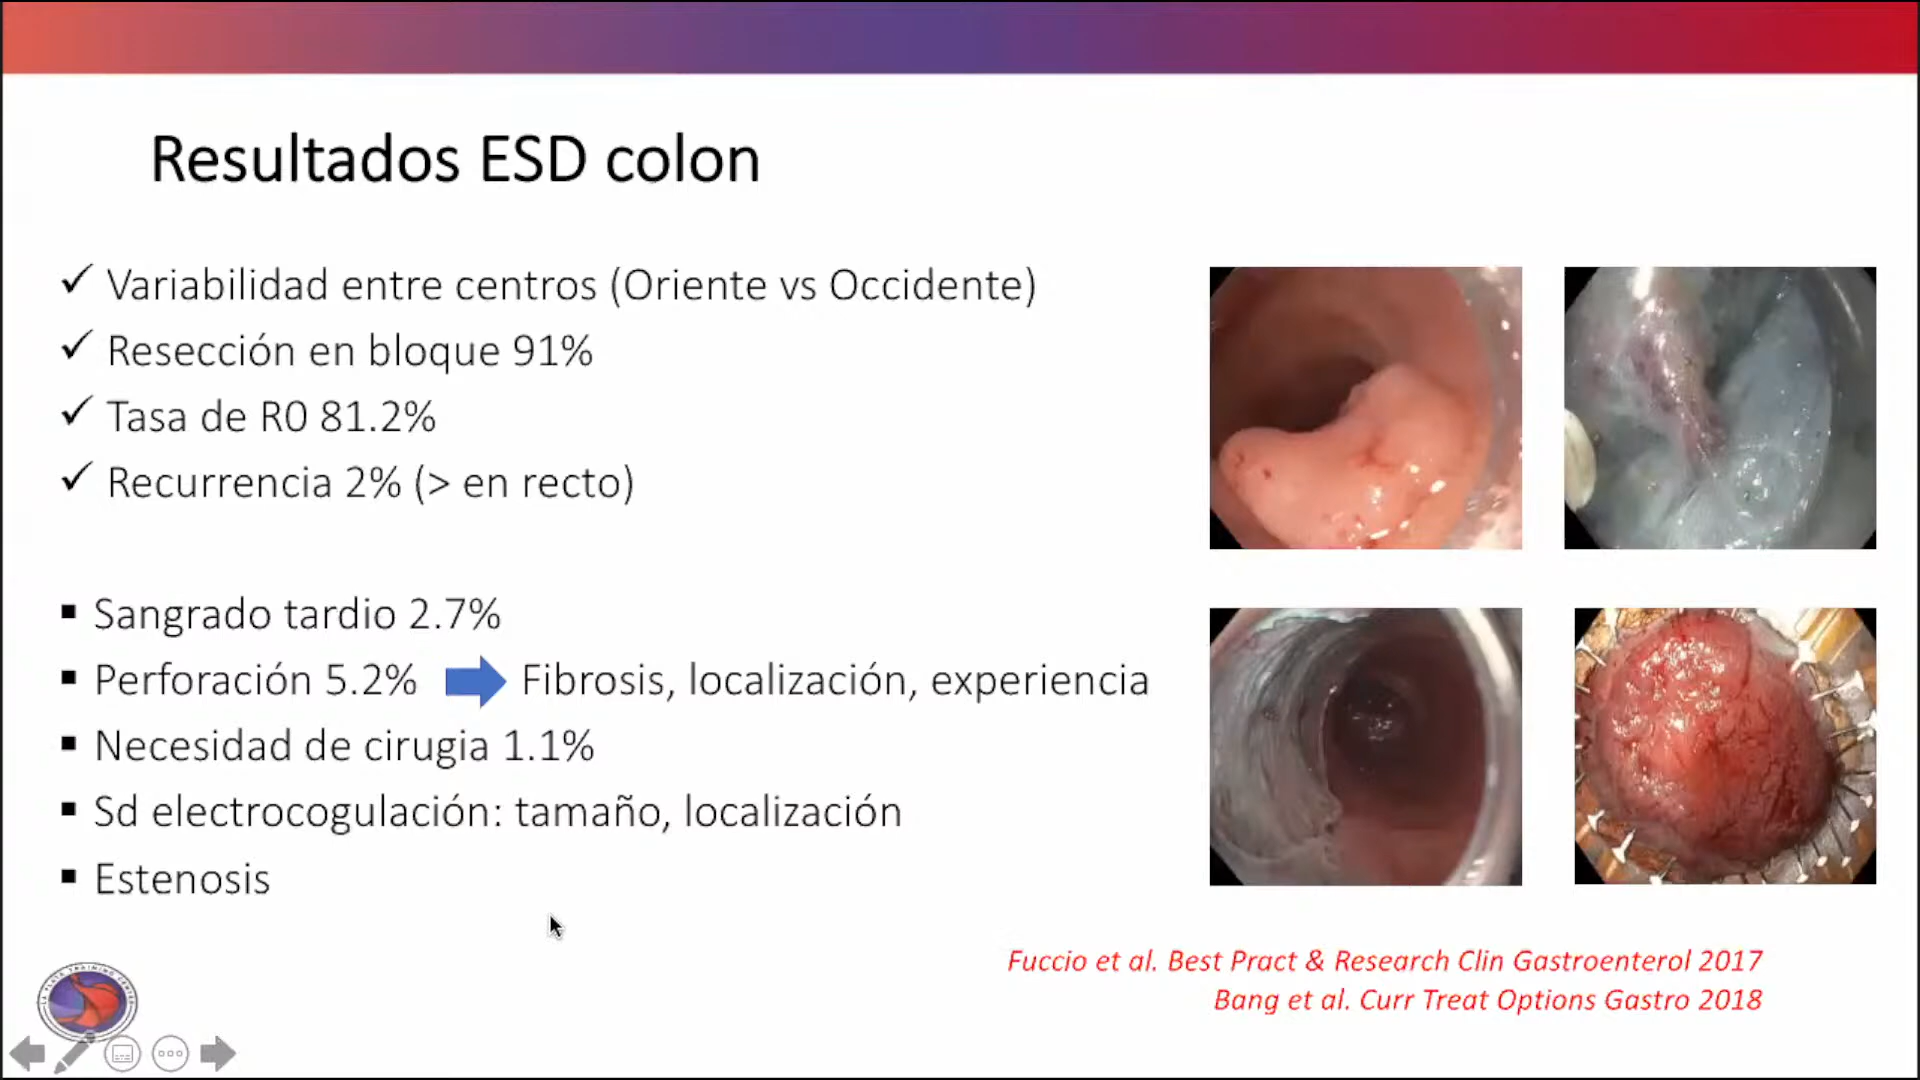 Resultados ESD colon
Variabilidad entre centros (Oriente vs Occidente)
Resección en bloque 91%
Tasa de R0 81.2%
Recurrencia 2% (> en recto)
Sangrado tardio 2.7%
Perforación 5.2% Fibrosis, localización, experiencia
Necesidad de cirugia 1.1%
Sd electrocogulación: tamaño, localización
Estenosis
Fuccio et al. Best Pract & Research Clin Gastroenterol 2017
Bang et al. Curr Treat Options Gastro 2018